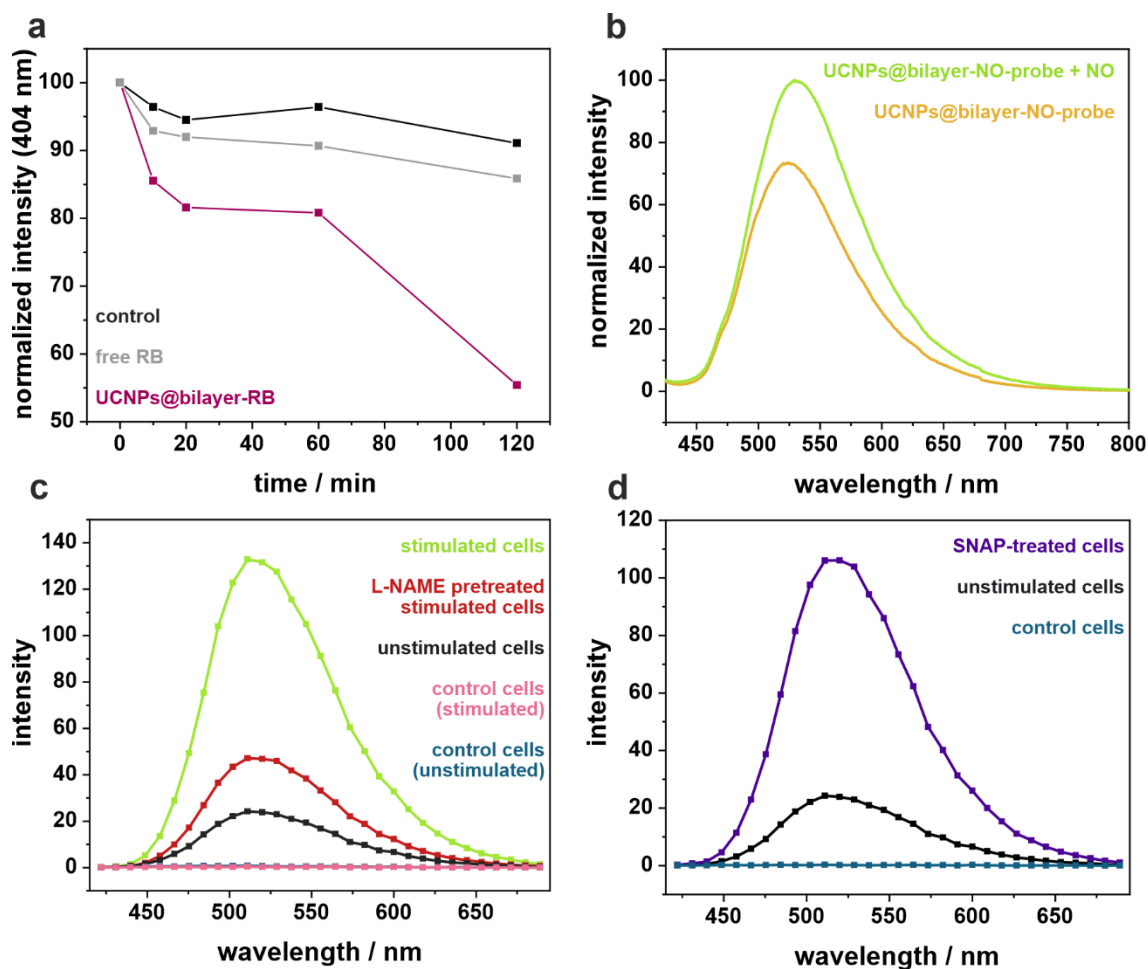 a
normalized intensity (404 nm)
100
90
80
70
60
50
control
free RB
UCNPs@bilayer-RB
0
20
40
60
80
100
120
time / min
b
normalized intensity
100
80
60
40
20
0
UCNPs@bilayer-NO-probe + NO
UCNPs@bilayer-NO-probe
450
500
550
600
650
700
750
800
wavelength / nm
c
intensity
140
120
100
80
60
40
20
0
stimulated cells
L-NAME pretreated
stimulated cells
unstimulated cells
control cells
(stimulated)
control cells
(unstimulated)
450
500
550
600
650
wavelength / nm
d
intensity
120
100
80
60
40
20
0
SNAP-treated cells
unstimulated cells
control cells
450
500
550
600
650
wavelength / nm